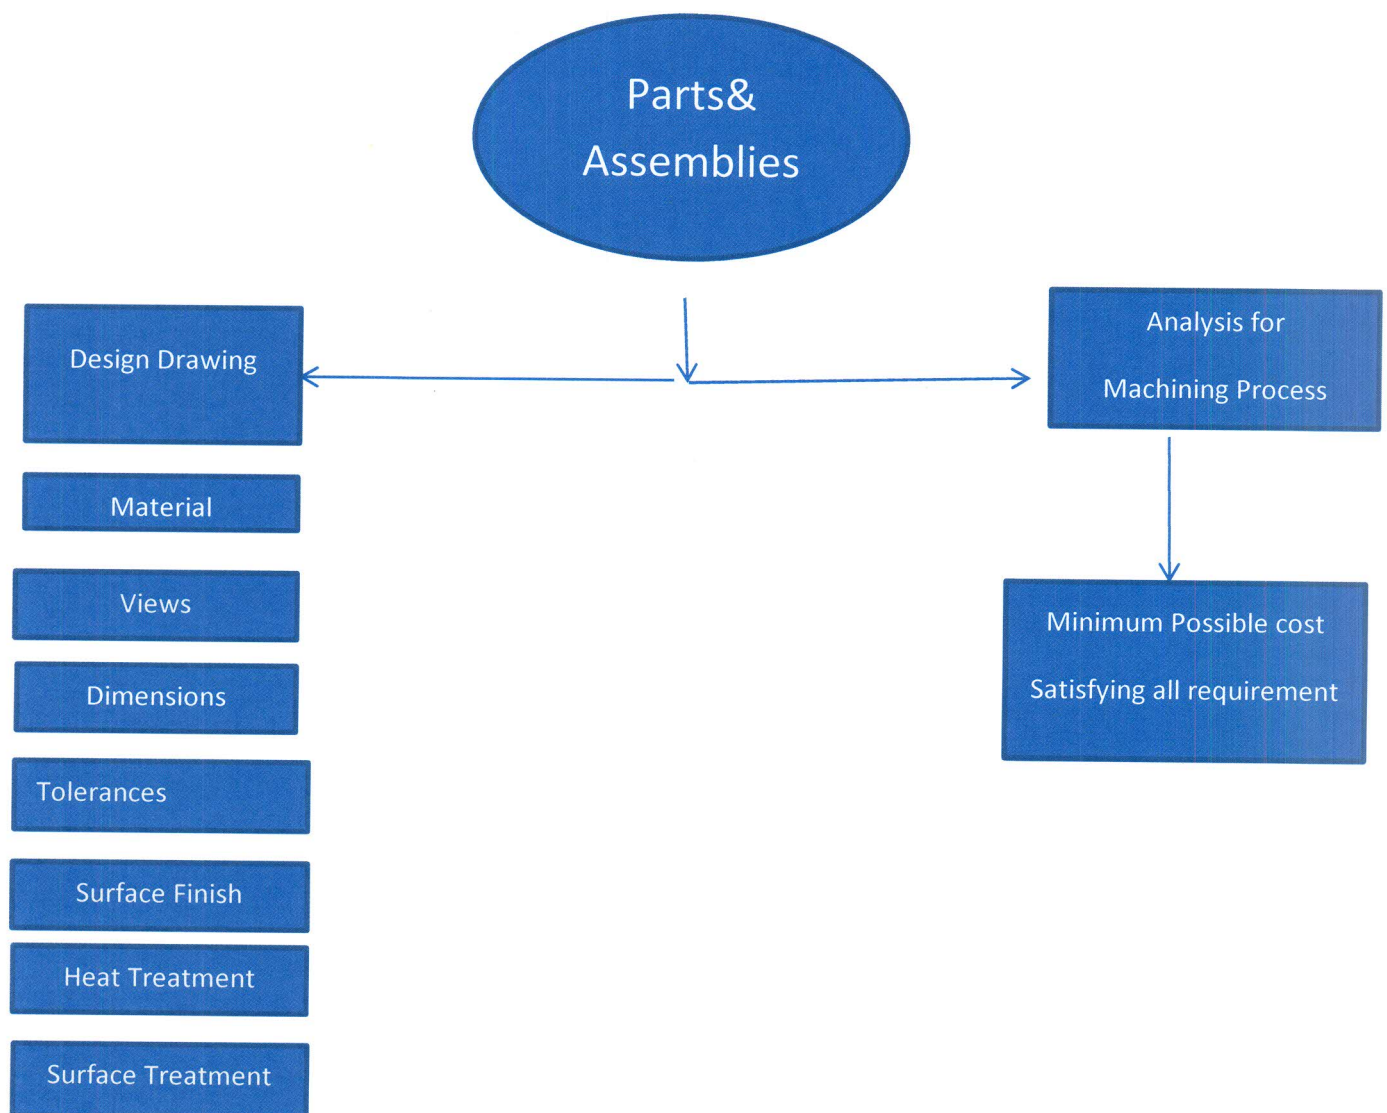 Parts&
Assemblies
Design Drawing
Analysis for
Machining Process
Material
Views
Minimum Possible cost
Satisfying all requirement
Dimensions
Tolerances
Surface Finish
Heat Treatment
Surface Treatment